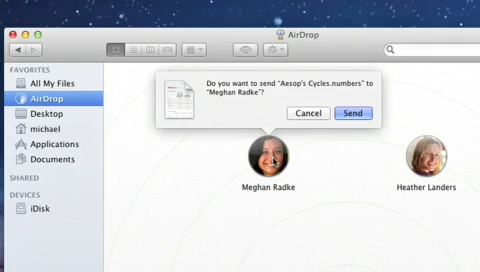 AirDrop
FAVORITES
All My Files
AirDrop
Desktop
michael
Applications
Documents
SHARED
DEVICES
iDisk
Do you want to send “Aesop's Cycles.numbers” to
“Meghan Radke”?
Cancel
Send
Meghan Radke
Heather Landers